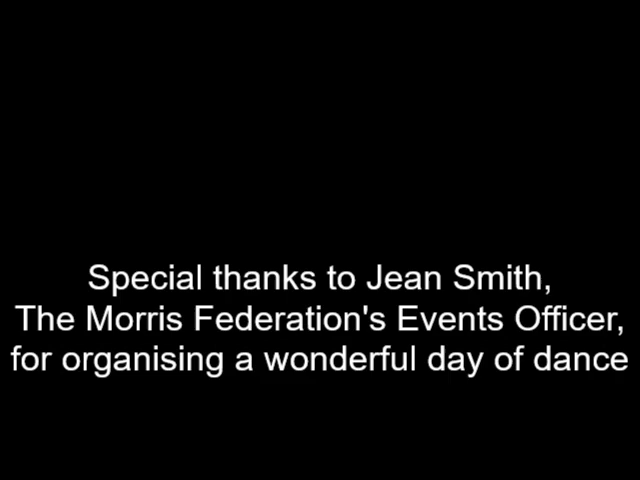 Special thanks to Jean Smith,
The Morris Federation's Events Officer,
for organising a wonderful day of dance